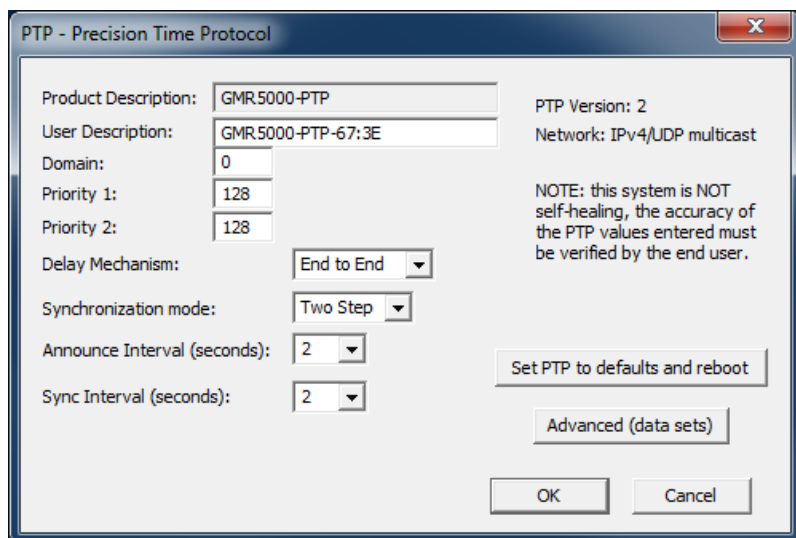 PTP - Precision Time Protocol
Product Description: GMR5000-PTP
User Description: GMR5000-PTP-67:3E
Domain: 0
Priority 1: 128
Priority 2: 128
Delay Mechanism: End to End
Synchronization mode: Two Step
Announce Interval (seconds): 2
Sync Interval (seconds): 2
PTP Version: 2
Network: IPv4/UDP multicast
NOTE: this system is NOT
self-healing, the accuracy of
the PTP values entered must
be verified by the end user.
Set PTP to defaults and reboot
Advanced (data sets)
OK
Cancel